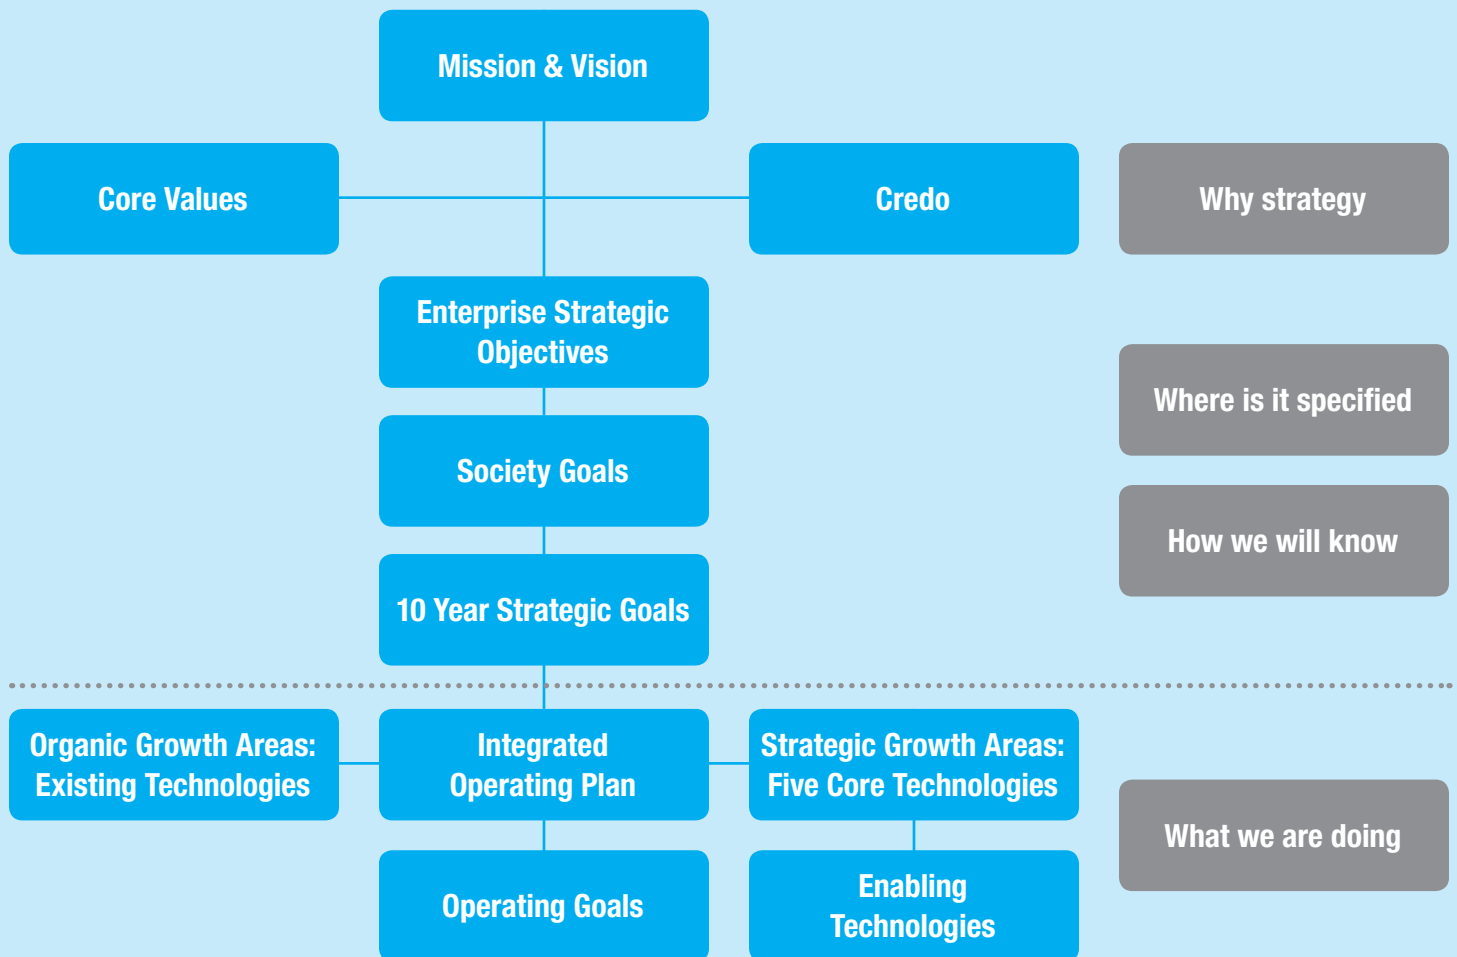 Mission & Vision
Core Values
Credo
Why strategy
Enterprise Strategic
Objectives
Where is it specified
Society Goals
How we will know
10 Year Strategic Goals
Organic Growth Areas:
Existing Technologies
Integrated
Operating Plan
Strategic Growth Areas:
Five Core Technologies
What we are doing
Operating Goals
Enabling
Technologies